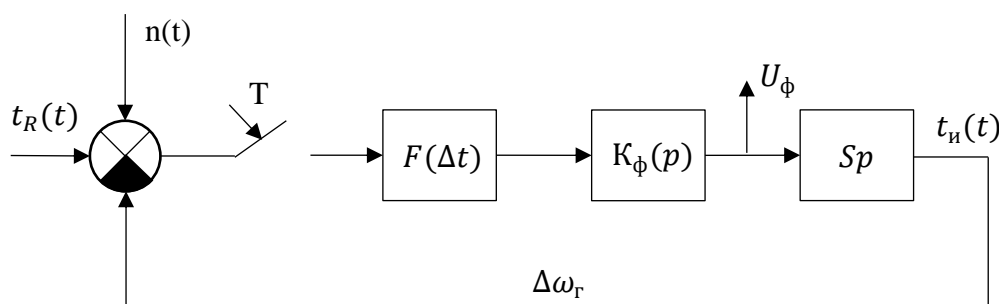 n(t)
t_R(t)
T
F(Δt)
K_ф(p)
U_ф
Sp
t_и(t)
Δω_г